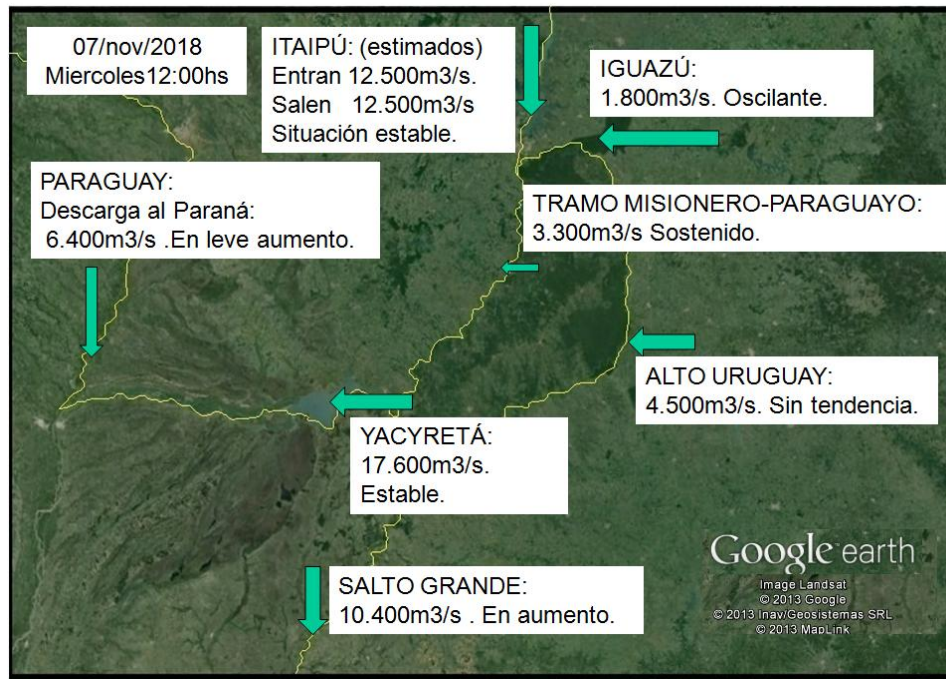 07/nov/2018
Miercoles12:00hs
ITAIPÚ: (estimados)
Entran 12.500m3/s.
Salen 12.500m3/s
Situación estable.
IGUAZÚ:
1.800m3/s. Oscilante.
PARAGUAY:
Descarga al Paraná:
6.400m3/s .En leve aumento.
TRAMO MISIONERO-PARAGUAYO:
3.300m3/s Sostenido.
ALTO URUGUAY:
4.500m3/s. Sin tendencia.
YACYRETÁ:
17.600m3/s.
Estable.
SALTO GRANDE:
10.400m3/s . En aumento.
Google earth
Image Landsat
© 2013 Google
© 2013 Inav/Geosistemas SRL
© 2013 MapLink